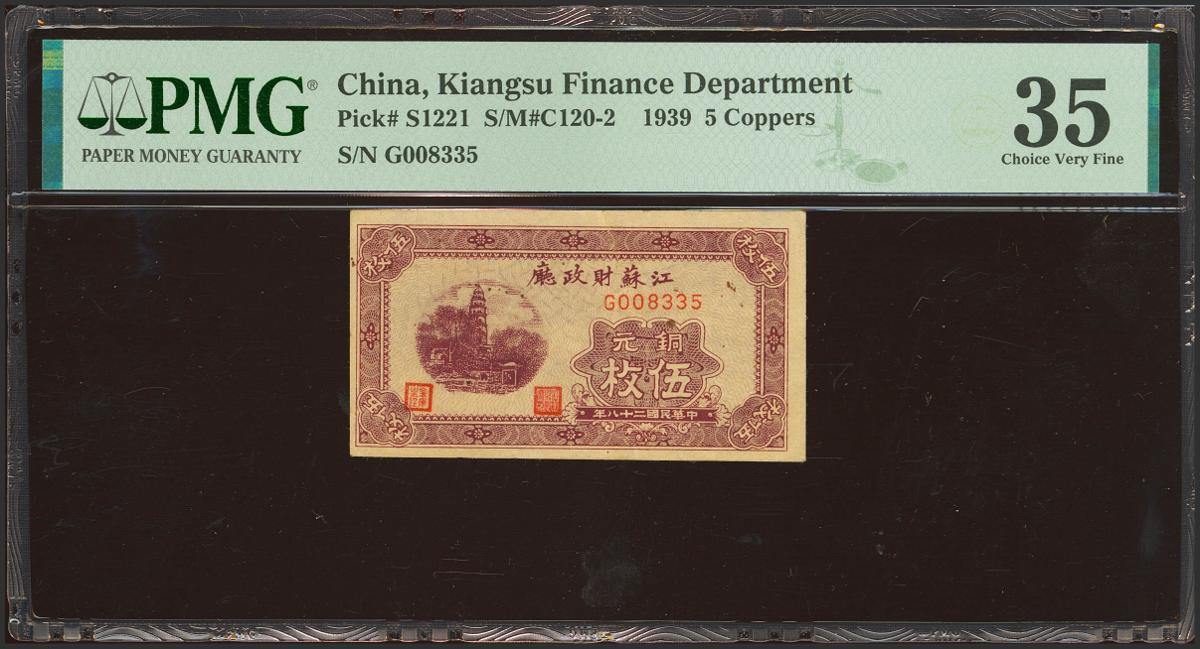 PMG®
PAPER MONEY GUARANTY
China, Kiangsu Finance Department
Pick# S1221 S/M#C120-2 1939 5 Coppers
S/N G008335
35
Choice Very Fine
伍枚
枚伍
廳政財蘇江
G008335
元銅
枚伍
年八十二國民華中
伍枚
枚伍